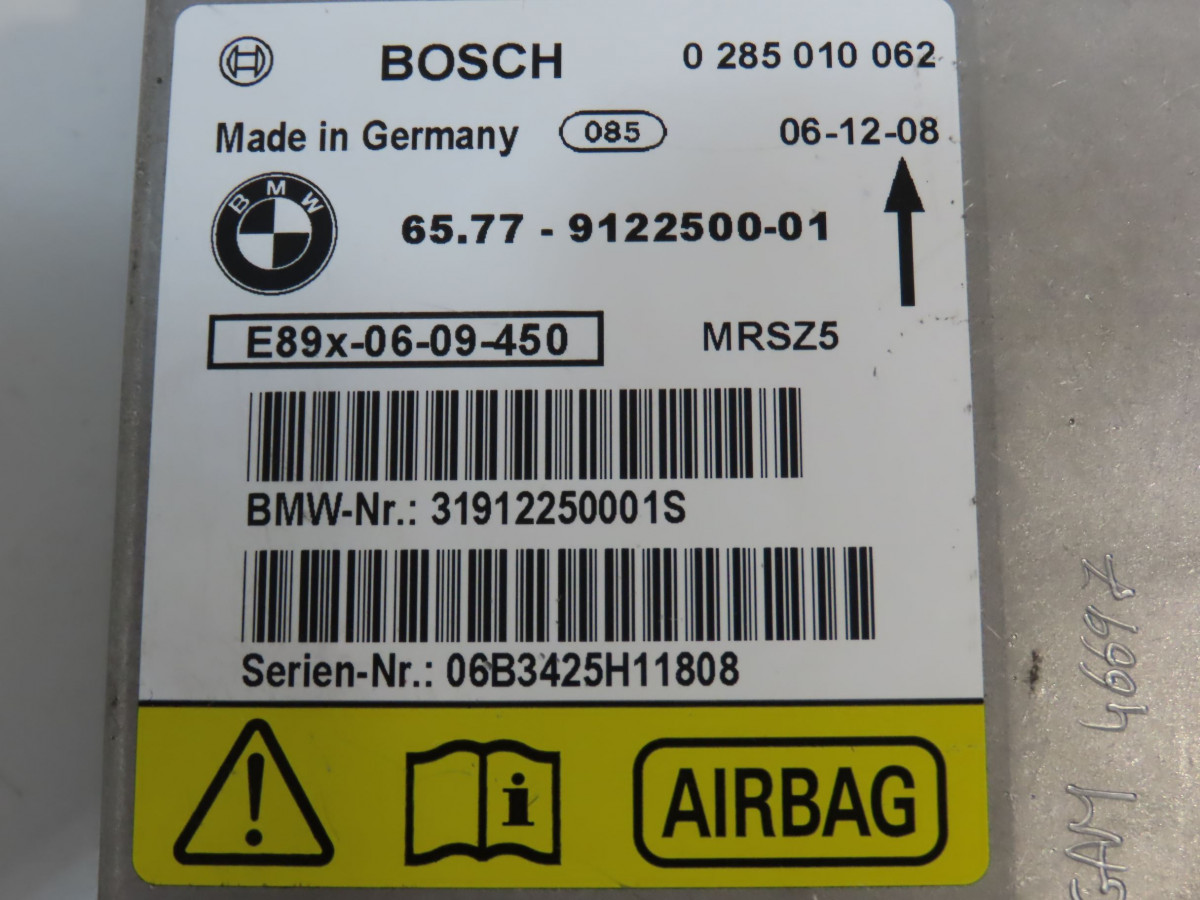 BOSCH 0 285 010 062
Made in Germany 085 06-12-08
BMW
65.77 - 9122500-01
E89x-06-09-450 MRSZ5
BMW-Nr.: 31912250001S
Serien-Nr.: 06B3425H11808
! i AIRBAG